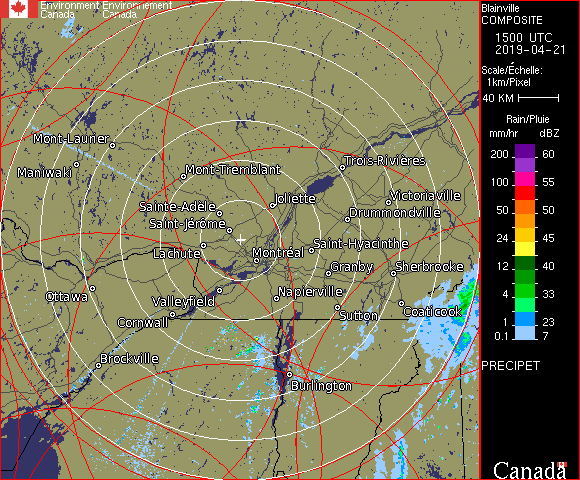 Environment Environnement
Canada Canada
Blainville
COMPOSITE
1500 UTC
2019-04-21
Scale/Échelle:
1km/Pixel
40 KM
Rain/Pluie
mm/hr dBZ
200 60
150 57
100 55
50 50
24 45
12 40
4 33
1 23
0.1 7
PRECIPET
Canada
Mont-Laurier
Maniwaki
Mont-Tremblant
Trois-Rivières
Joliette
Victoriaville
Sainte-Adèle
Drummondville
Saint-Jérôme
Saint-Hyacinthe
Lachute
Montréal
Granby
Sherbrooke
Ottawa
Valleyfield
Napierville
Cornwall
Sutton
Coaticook
Brockville
Burlington